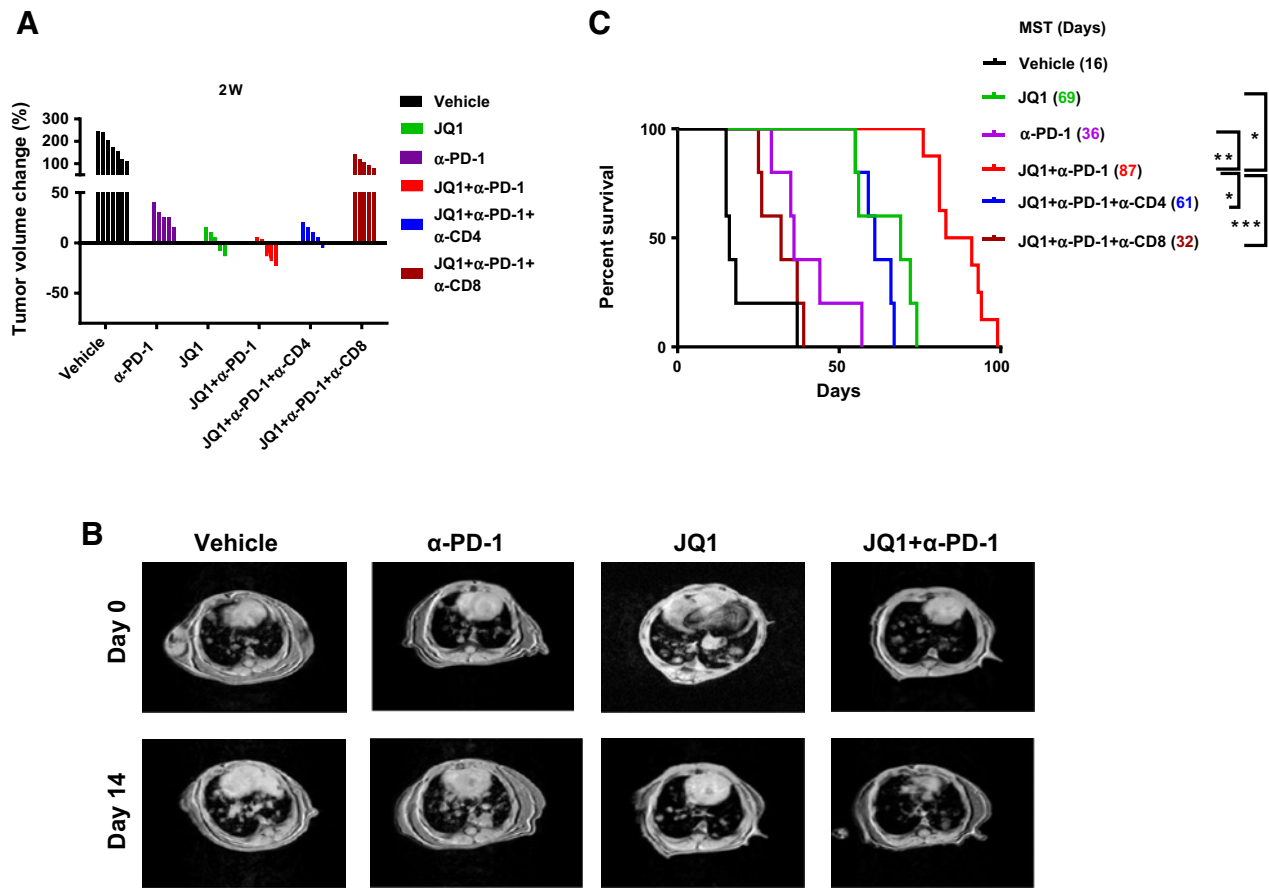 A
2W
Tumor volume change (%)
300
200
100
50
0
-50
Vehicle
α-PD-1
JQ1
JQ1+α-PD-1
JQ1+α-PD-1+α-CD4
JQ1+α-PD-1+α-CD8
Vehicle
JQ1
α-PD-1
JQ1+α-PD-1
JQ1+α-PD-1+
α-CD4
JQ1+α-PD-1+
α-CD8
C
MST (Days)
Vehicle (16)
JQ1 (69)
α-PD-1 (36)
JQ1+α-PD-1 (87)
JQ1+α-PD-1+α-CD4 (61)
JQ1+α-PD-1+α-CD8 (32)
*
**
*
***
Percent survival
100
50
0
0
50
100
Days
B
Vehicle
α-PD-1
JQ1
JQ1+α-PD-1
Day 0
Day 14